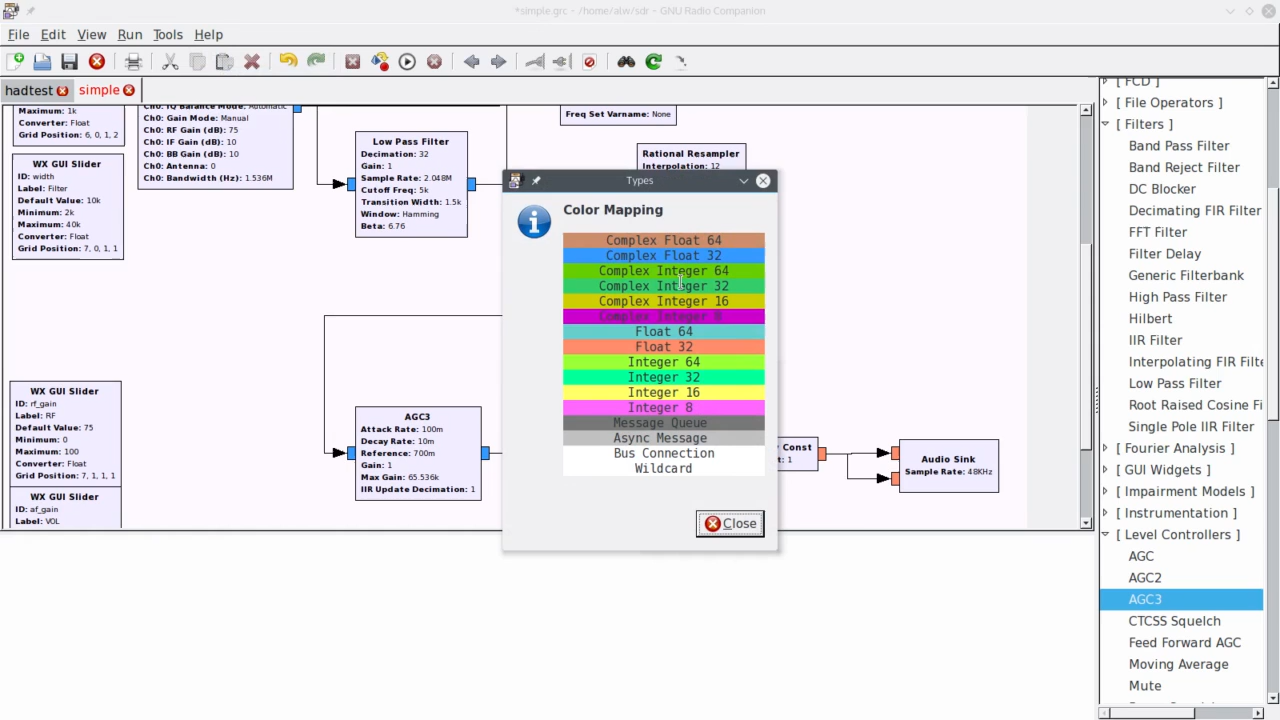 *simple.grc - /home/alw/sdr - GNU Radio Companion
File Edit View Run Tools Help
hadtest simple
Maximum: 1k
Converter: Float
Grid Position: 6, 0, 1, 2
WX GUI Slider
ID: width
Label: Filter
Default Value: 10k
Minimum: 2k
Maximum: 40k
Converter: Float
Grid Position: 7, 0, 1, 1
WX GUI Slider
ID: rf_gain
Label: RF
Default Value: 75
Minimum: 0
Maximum: 100
Converter: Float
Grid Position: 7, 1, 1, 1
WX GUI Slider
ID: af_gain
Label: VOL
Ch0: IQ Balance Mode: Automatic
Ch0: Gain Mode: Manual
Ch0: RF Gain (dB): 75
Ch0: IF Gain (dB): 10
Ch0: BB Gain (dB): 10
Ch0: Antenna: 0
Ch0: Bandwidth (Hz): 1.536M
Low Pass Filter
Decimation: 32
Gain: 1
Sample Rate: 2.048M
Cutoff Freq: 5k
Transition Width: 1.5k
Window: Hamming
Beta: 6.76
AGC3
Attack Rate: 100m
Decay Rate: 10m
Reference: 700m
Gain: 1
Max Gain: 65.536k
IIR Update Decimation: 1
Freq Set Varname: None
Rational Resampler
Interpolation: 12
Types
Color Mapping
Complex Float 64
Complex Float 32
Complex Integer 64
Complex Integer 32
Complex Integer 16
Complex Integer 8
Float 64
Float 32
Integer 64
Integer 32
Integer 16
Integer 8
Message Queue
Async Message
Bus Connection
Wildcard
Close
y Const
t: 1
Audio Sink
Sample Rate: 48KHz
[ FCD ]
[ File Operators ]
[ Filters ]
Band Pass Filter
Band Reject Filter
DC Blocker
Decimating FIR Filter
FFT Filter
Filter Delay
Generic Filterbank
High Pass Filter
Hilbert
IIR Filter
Interpolating FIR Filte
Low Pass Filter
Root Raised Cosine Fi
Single Pole IIR Filter
[ Fourier Analysis ]
[ GUI Widgets ]
[ Impairment Models ]
[ Instrumentation ]
[ Level Controllers ]
AGC
AGC2
AGC3
CTCSS Squelch
Feed Forward AGC
Moving Average
Mute